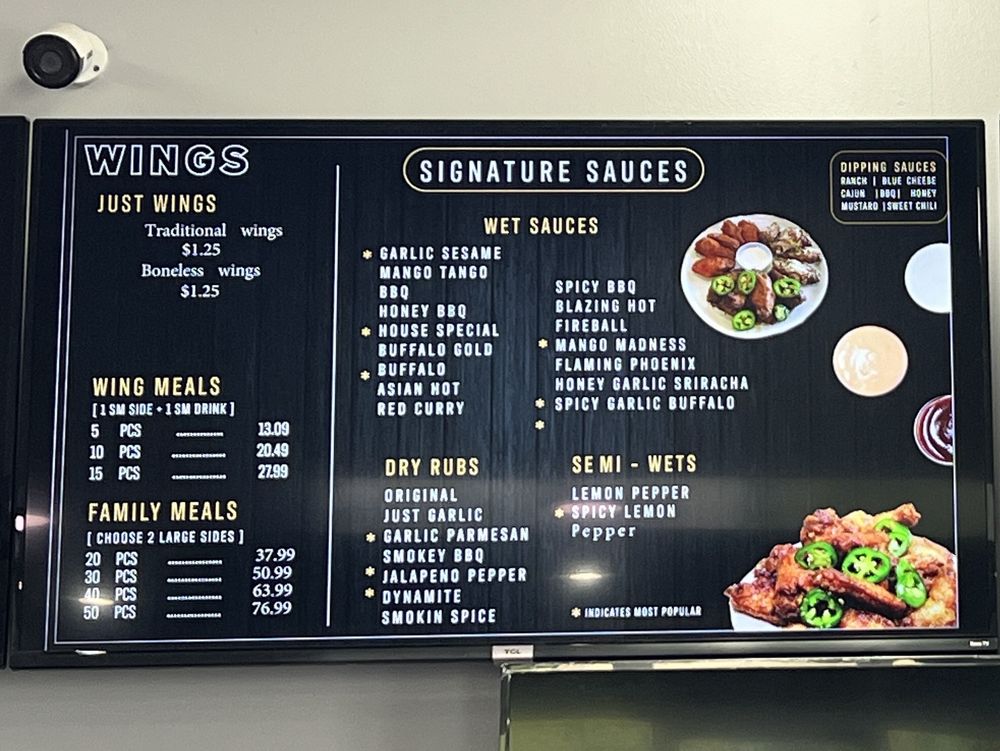 WINGS
JUST WINGS
Traditional wings
$1.25
Boneless wings
$1.25
WING MEALS
[ 1 SM SIDE + 1 SM DRINK ]
5 PCS ............ 13.09
10 PCS ............ 20.49
15 PCS ............ 27.99
FAMILY MEALS
[ CHOOSE 2 LARGE SIDES ]
20 PCS ............ 37.99
30 PCS ............ 50.99
40 PCS ............ 63.99
50 PCS ............ 76.99
SIGNATURE SAUCES
WET SAUCES
* GARLIC SESAME
MANGO TANGO
BBQ
HONEY BBQ
* HOUSE SPECIAL
BUFFALO GOLD
* BUFFALO
ASIAN HOT
RED CURRY
SPICY BBQ
BLAZING HOT
FIREBALL
* MANGO MADNESS
FLAMING PHOENIX
HONEY GARLIC SRIRACHA
* SPICY GARLIC BUFFALO
*
DRY RUBS
ORIGINAL
JUST GARLIC
* GARLIC PARMESAN
SMOKEY BBQ
* JALAPENO PEPPER
* DYNAMITE
SMOKIN SPICE
SEMI - WETS
LEMON PEPPER
* SPICY LEMON
Pepper
* INDICATES MOST POPULAR
DIPPING SAUCES
RANCH | BLUE CHEESE
CAJUN |BBQ| HONEY
MUSTARD |SWEET CHILI
TCL
Roku TV